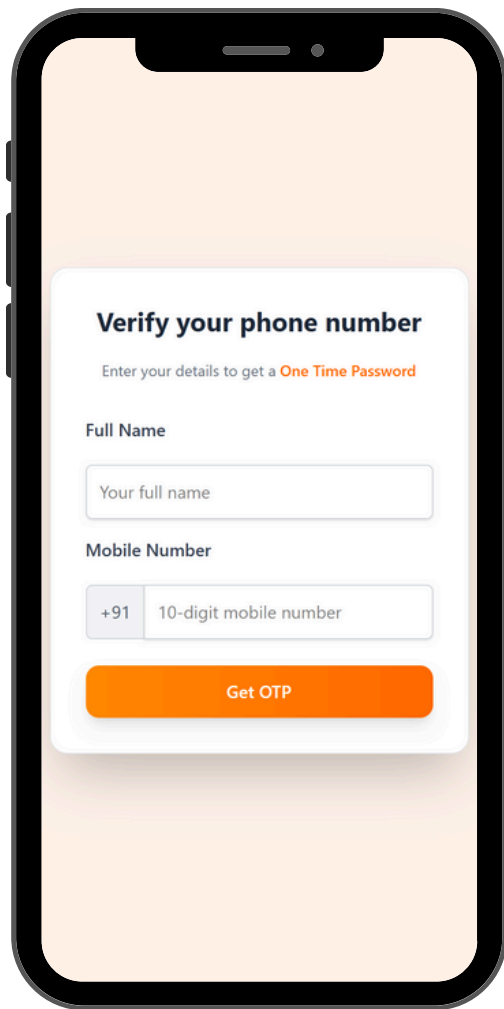 Verify your phone number
Enter your details to get a One Time Password
Full Name
Your full name
Mobile Number
+91 10-digit mobile number
Get OTP